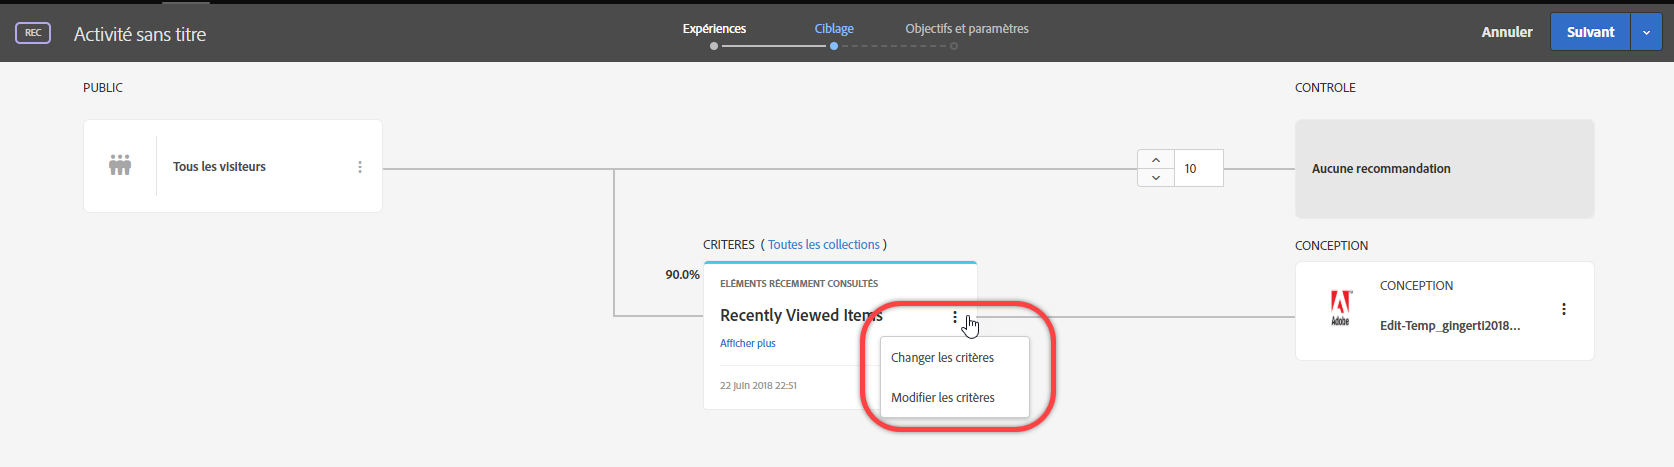 REC
Activité sans titre
Expériences
Ciblage
Objectifs et paramètres
Annuler
Suivant
PUBLIC
CONTROLE
Tous les visiteurs
10
Aucune recommandation
CRITERES ( Toutes les collections )
CONCEPTION
90.0%
ELÉMENTS RÉCEMMENT CONSULTÉS
CONCEPTION
Recently Viewed Items
Adobe
Edit-Temp_gingerti2018...
Afficher plus
Changer les critères
22 juin 2018 22:51
Modifier les critères